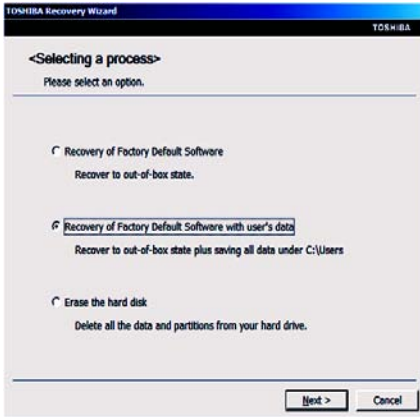 TOSHIBA Recovery Wizard
TOSHIBA
<Selecting a process>
Please select an option.
Recovery of Factory Default Software
Recover to out-of-box state.
Recovery of Factory Default Software with user's data
Recover to out-of-box state plus saving all data under C:\Users
Erase the hard disk
Delete all the data and partitions from your hard drive.
Next > Cancel